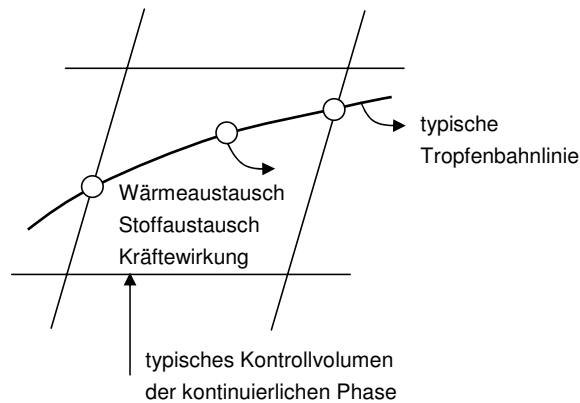 typische
Tropfenbahnlinie
Wärmeaustausch
Stoffaustausch
Kräftewirkung
typisches Kontrollvolumen
der kontinuierlichen Phase